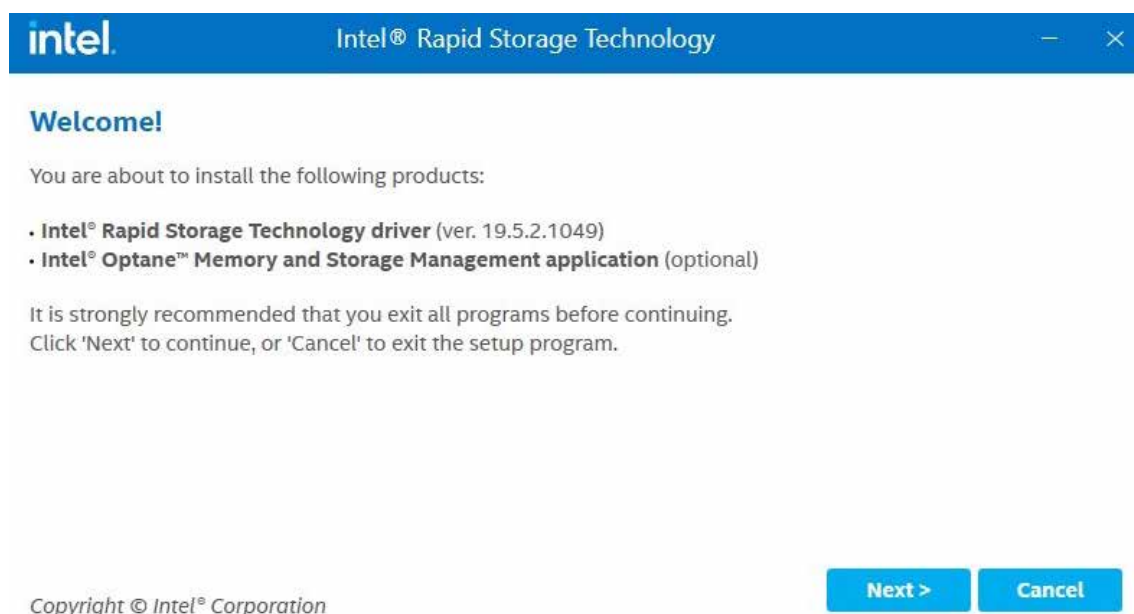 intel.
Intel® Rapid Storage Technology
Welcome!
You are about to install the following products:
• Intel® Rapid Storage Technology driver (ver. 19.5.2.1049)
• Intel® Optane™ Memory and Storage Management application (optional)
It is strongly recommended that you exit all programs before continuing.
Click 'Next' to continue, or 'Cancel' to exit the setup program.
Next >
Cancel
Copyright © Intel® Corporation